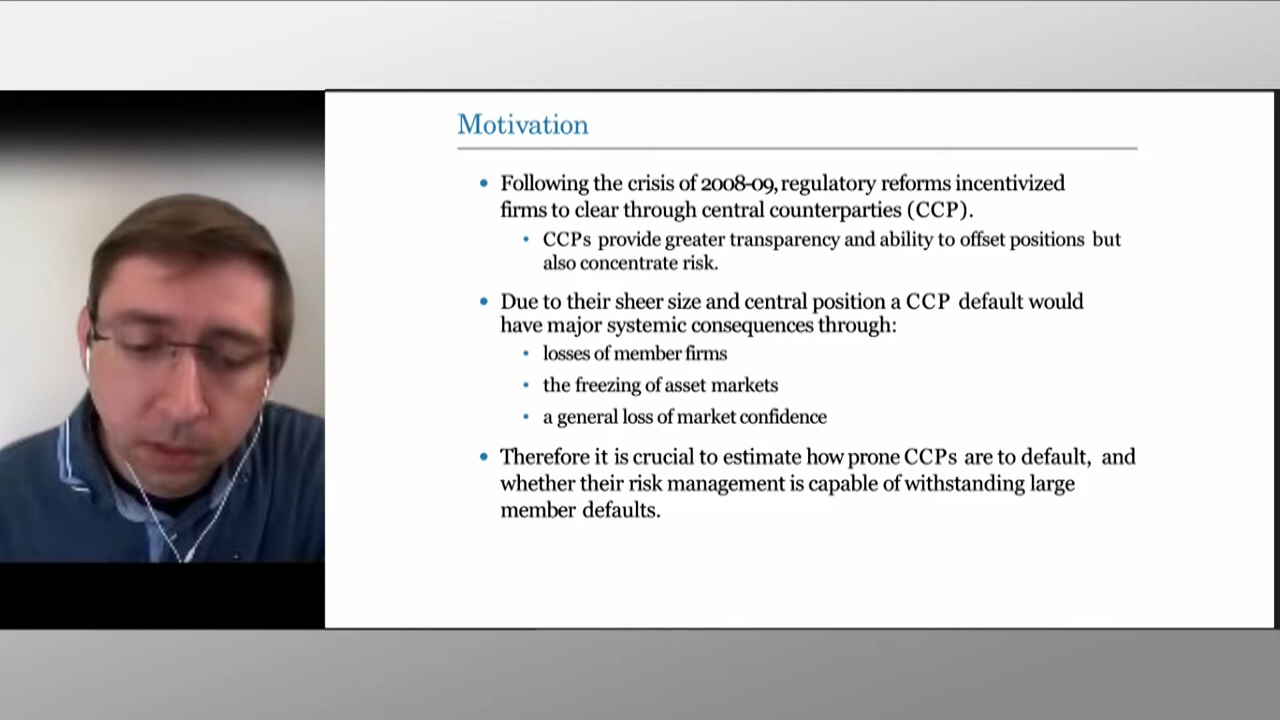 Motivation
• Following the crisis of 2008-09, regulatory reforms incentivized
firms to clear through central counterparties (CCP).
• CCPs provide greater transparency and ability to offset positions but
also concentrate risk.
• Due to their sheer size and central position a CCP default would
have major systemic consequences through:
• losses of member firms
• the freezing of asset markets
• a general loss of market confidence
• Therefore it is crucial to estimate how prone CCPs are to default, and
whether their risk management is capable of withstanding large
member defaults.